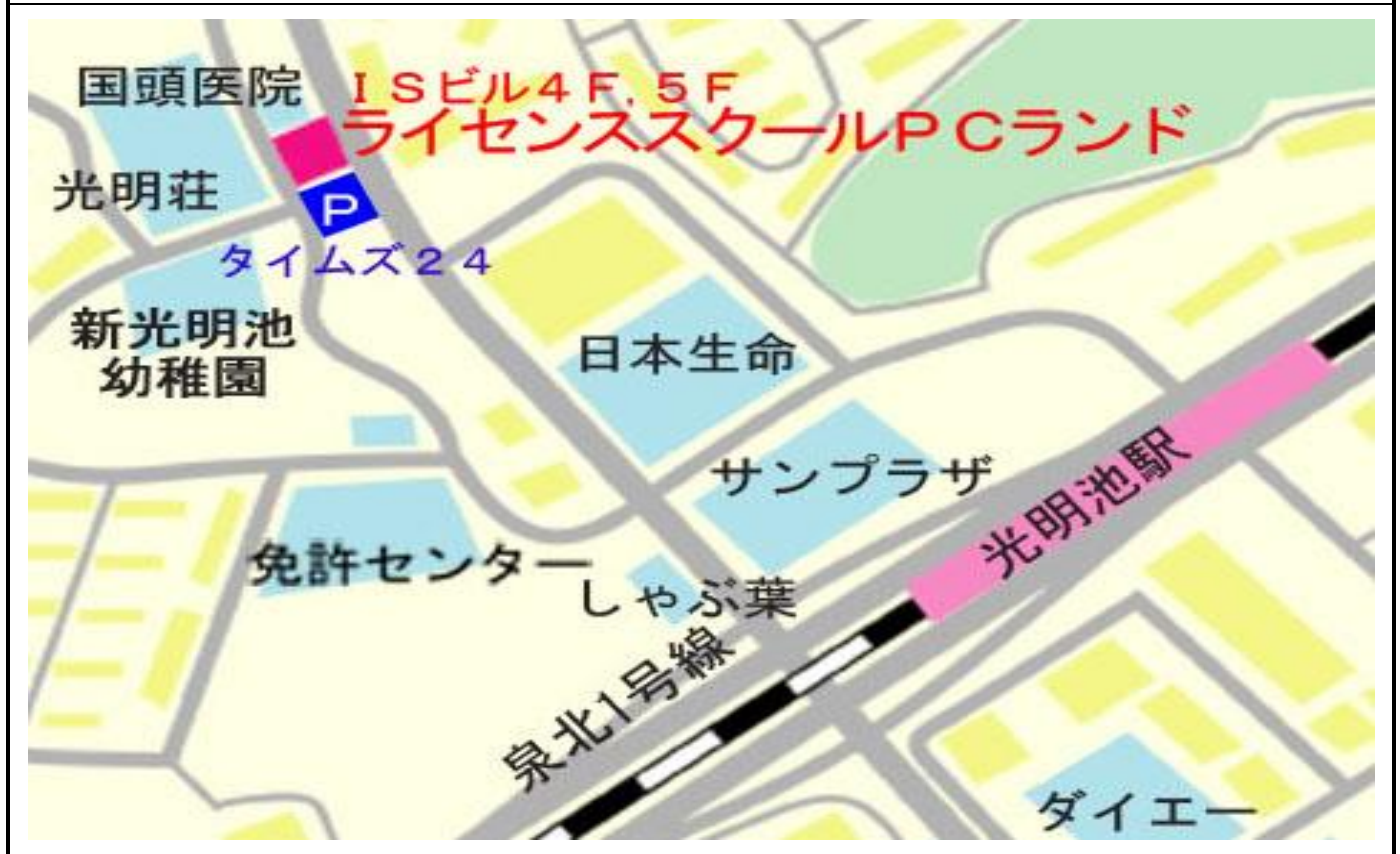 国頭医院
ISビル4F,5F
ライセンススクールPCランド
光明荘
P
タイムズ24
新光明池
幼稚園
日本生命
サンプラザ
光明池駅
免許センター
しゃぶ葉
泉北1号線
ダイエー